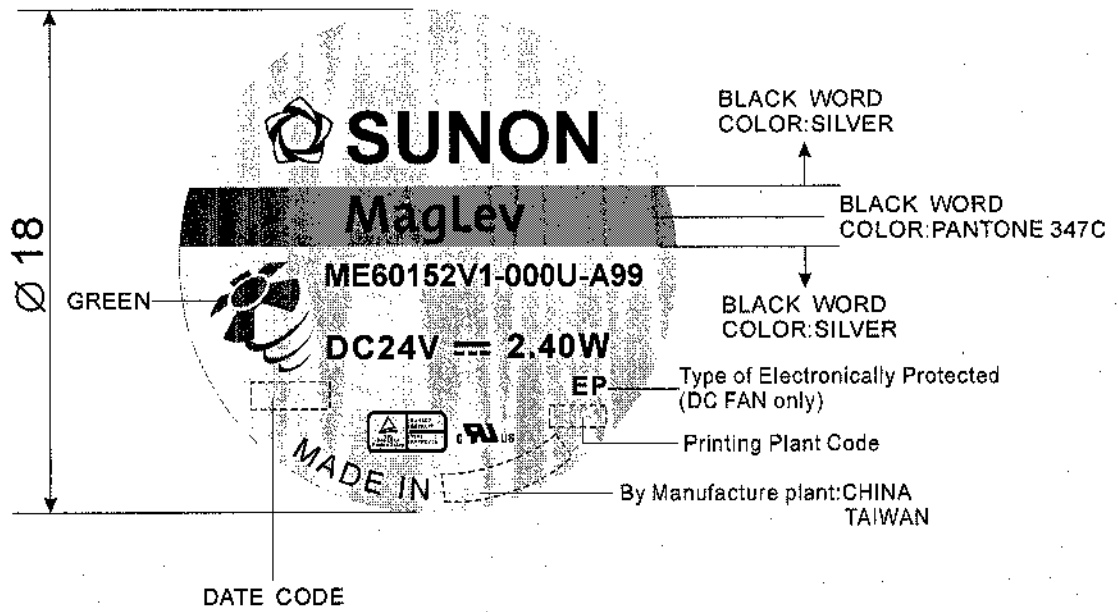 BLACK WORD
COLOR:SILVER
SUNON
MagLev
BLACK WORD
COLOR:PANTONE 347C
Ø 18
GREEN
ME60152V1-000U-A99
BLACK WORD
COLOR:SILVER
DC24V ⎓ 2.40W
EP
Type of Electronically Protected
(DC FAN only)
Printing Plant Code
C US
MADE IN
By Manufacture plant:CHINA
TAIWAN
DATE CODE